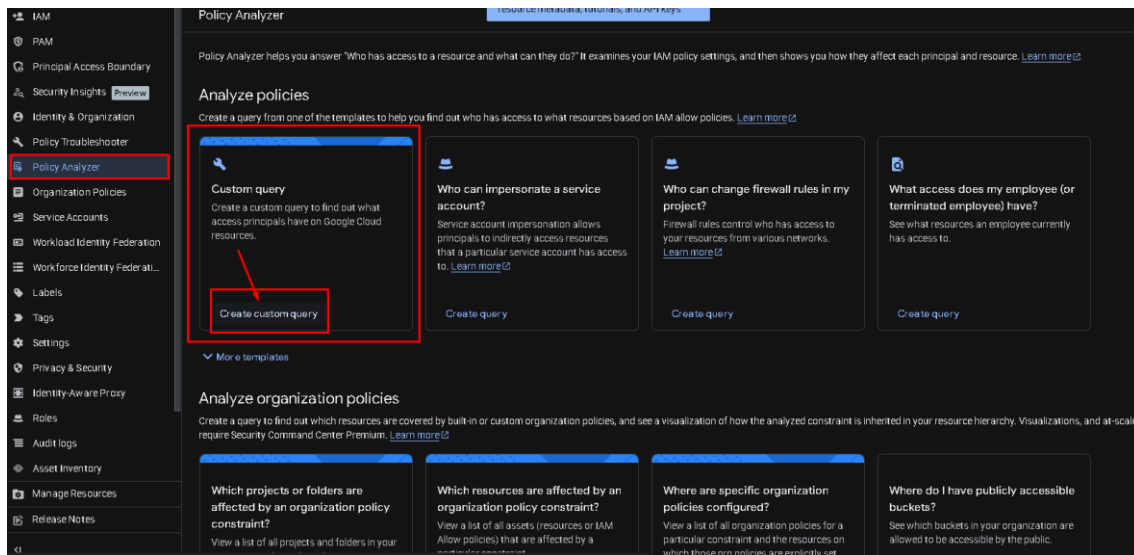 resource metadata, tutorials, and API keys
IAM
PAM
Principal Access Boundary
Security Insights Preview
Identity & Organization
Policy Troubleshooter
Policy Analyzer
Organization Policies
Service Accounts
Workload Identity Federation
Workforce Identity Federati...
Labels
Tags
Settings
Privacy & Security
Identity-Aware Proxy
Roles
Audit logs
Asset Inventory
Manage Resources
Release Notes
Policy Analyzer
Policy Analyzer helps you answer "Who has access to a resource and what can they do?" It examines your IAM policy settings, and then shows you how they affect each principal and resource. Learn more
Analyze policies
Create a query from one of the templates to help you find out who has access to what resources based on IAM allow policies. Learn more
Custom query
Create a custom query to find out what
access principals have on Google Cloud
resources.
Create custom query
Who can impersonate a service
account?
Service account impersonation allows
principals to indirectly access resources
that a particular service account has access
to. Learn more
Create query
Who can change firewall rules in my
project?
Firewall rules control who has access to
your resources from various networks.
Learn more
Create query
What access does my employee (or
terminated employee) have?
See what resources an employee currently
has access to.
Create query
More templates
Analyze organization policies
Create a query to find out which resources are covered by built-in or custom organization policies, and see a visualization of how the analyzed constraint is inherited in your resource hierarchy. Visualizations, and at-scale
require Security Command Center Premium. Learn more
Which projects or folders are
affected by an organization policy
constraint?
View a list of all projects and folders in your
Which resources are affected by an
organization policy constraint?
View a list of all assets (resources or IAM
Allow policies) that are affected by a
particular constraint.
Where are specific organization
policies configured?
View a list of all organization policies for a
particular constraint and the resources on
which those org policies are explicitly set
Where do I have publicly accessible
buckets?
See which buckets in your organization are
allowed to be accessible by the public.